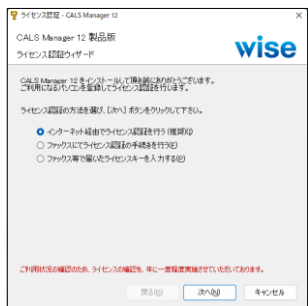 ライセンス認証 - CALS Manager 12
CALS Manager 12 製品版
ライセンス認証ウィザード
wise
CALS Manager 12 をインストールして頂き誠にありがとうございます。
ご利用になるパソコンを登録してライセンス認証を行います。
ライセンス認証の方法を選び、[次へ] ボタンをクリックして下さい。
インターネット経由でライセンス認証を行う (推奨)(I)
ファックスにてライセンス認証の手続きを行う(F)
ファックス等で届いたライセンスキーを入力する(E)
ご利用状況の確認のため、ライセンスの確認を、年に一度程度実施させていただいております。
戻る(B)
次へ(N)
キャンセル